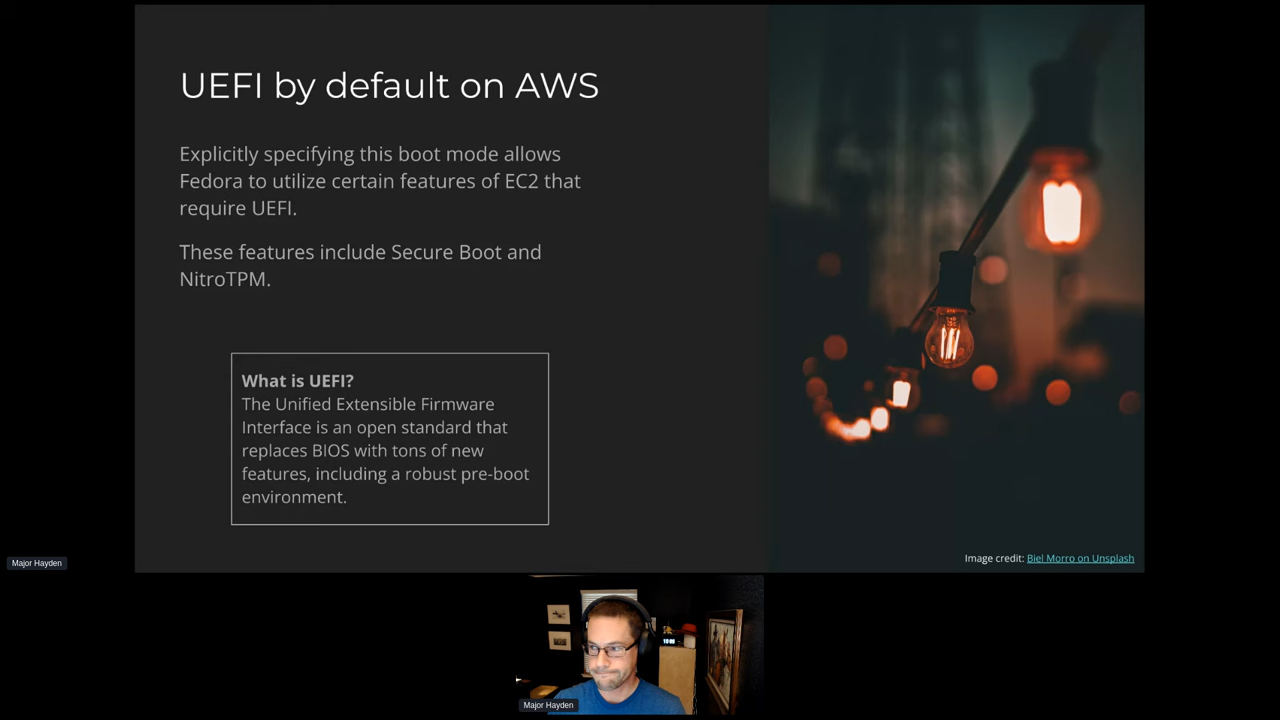 UEFI by default on AWS
Explicitly specifying this boot mode allows
Fedora to utilize certain features of EC2 that
require UEFI.
These features include Secure Boot and
NitroTPM.
What is UEFI?
The Unified Extensible Firmware
Interface is an open standard that
replaces BIOS with tons of new
features, including a robust pre-boot
environment.
Image credit: Biel Morro on Unsplash
Major Hayden
Major Hayden